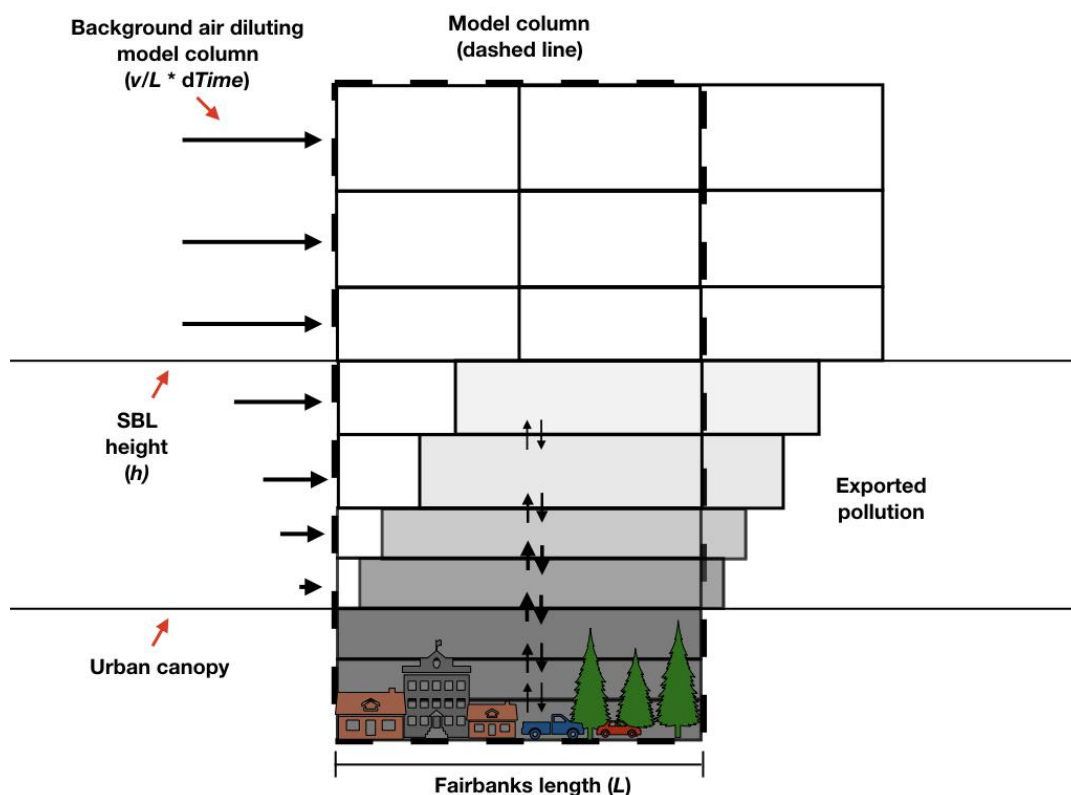 Background air diluting
model column
(v/L * dTime)
Model column
(dashed line)
SBL
height
(h)
Exported
pollution
Urban canopy
Fairbanks length (L)